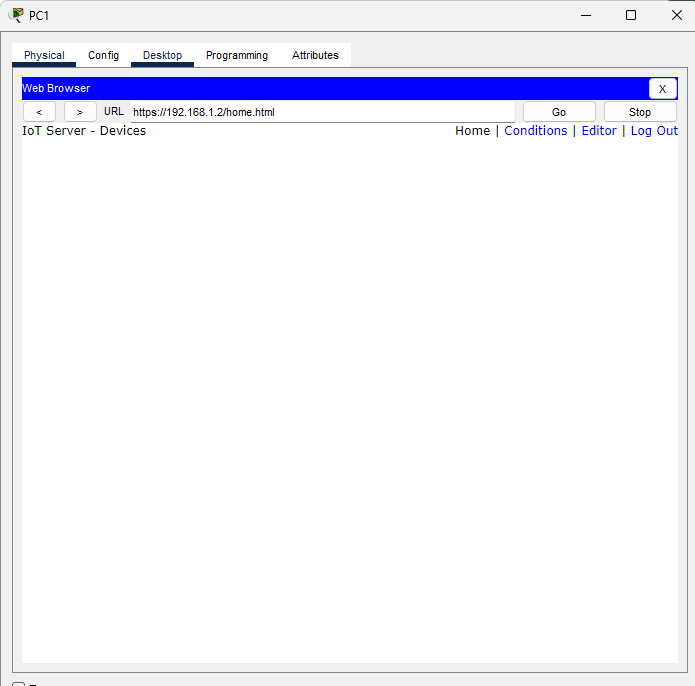 PC1
Physical Config Desktop Programming Attributes
Web Browser X
< > URL https://192.168.1.2/home.html Go Stop
IoT Server - Devices Home | Conditions | Editor | Log Out